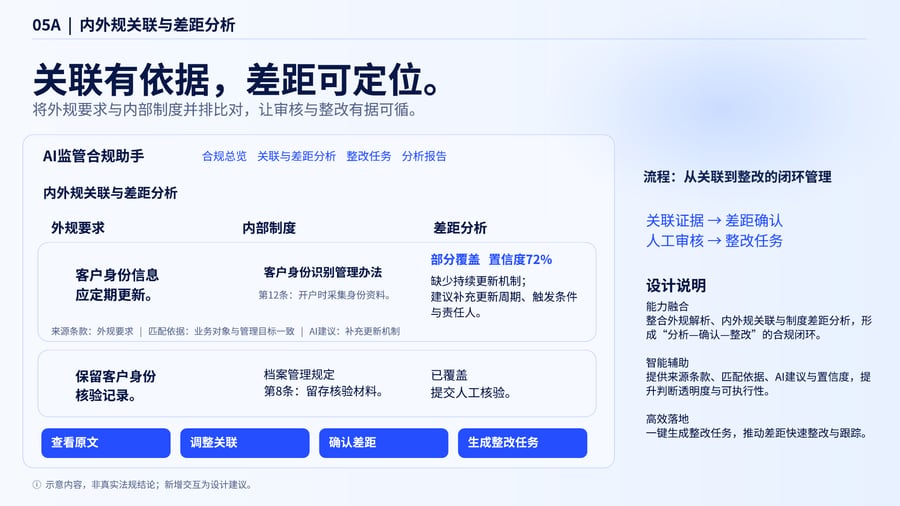 05A | 内外规关联与差距分析
关联有依据，差距可定位。
将外规要求与内部制度并排比对，让审核与整改有据可循。
AI监管合规助手
合规总览 关联与差距分析 整改任务 分析报告
内外规关联与差距分析
外规要求 内部制度 差距分析
客户身份信息
应定期更新。
客户身份识别管理办法
第12条：开户时采集身份资料。
部分覆盖 置信度72%
缺少持续更新机制；
建议补充更新周期、触发条件
与责任人。
来源条款：外规要求 | 匹配依据：业务对象与管理目标一致 | AI建议：补充更新机制
保留客户身份
核验记录。
档案管理规定
第8条：留存核验材料。
已覆盖
提交人工核验。
查看原文 调整关联 确认差距 生成整改任务
ⓘ 示意内容，非真实法规结论；新增交互为设计建议。
流程：从关联到整改的闭环管理
关联证据 → 差距确认
人工审核 → 整改任务
设计说明
能力融合
整合外规解析、内外规关联与制度差距分析，形
成“分析—确认—整改”的合规闭环。
智能辅助
提供来源条款、匹配依据、AI建议与置信度，提
升判断透明度与可执行性。
高效落地
一键生成整改任务，推动差距快速整改与跟踪。